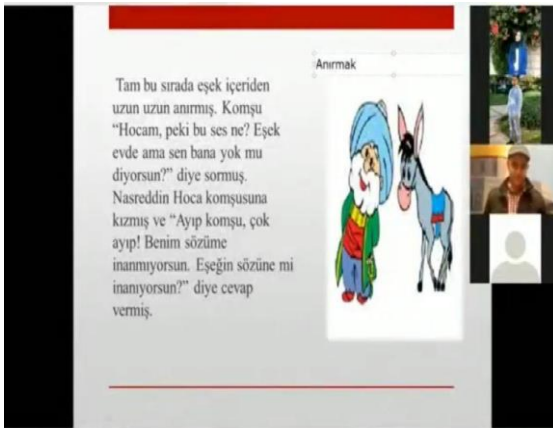 Anırmak
Tam bu sırada eşek içeriden
uzun uzun anırmış. Komşu
“Hocam, peki bu ses ne? Eşek
evde ama sen bana yok mu
diyorsun?” diye sormuş.
Nasreddin Hoca komşusuna
kızmış ve “Ayıp komşu, çok
ayıp! Benim sözüme
inanmıyorsun. Eşeğin sözüne mi
inanıyorsun?” diye cevap
vermiş.